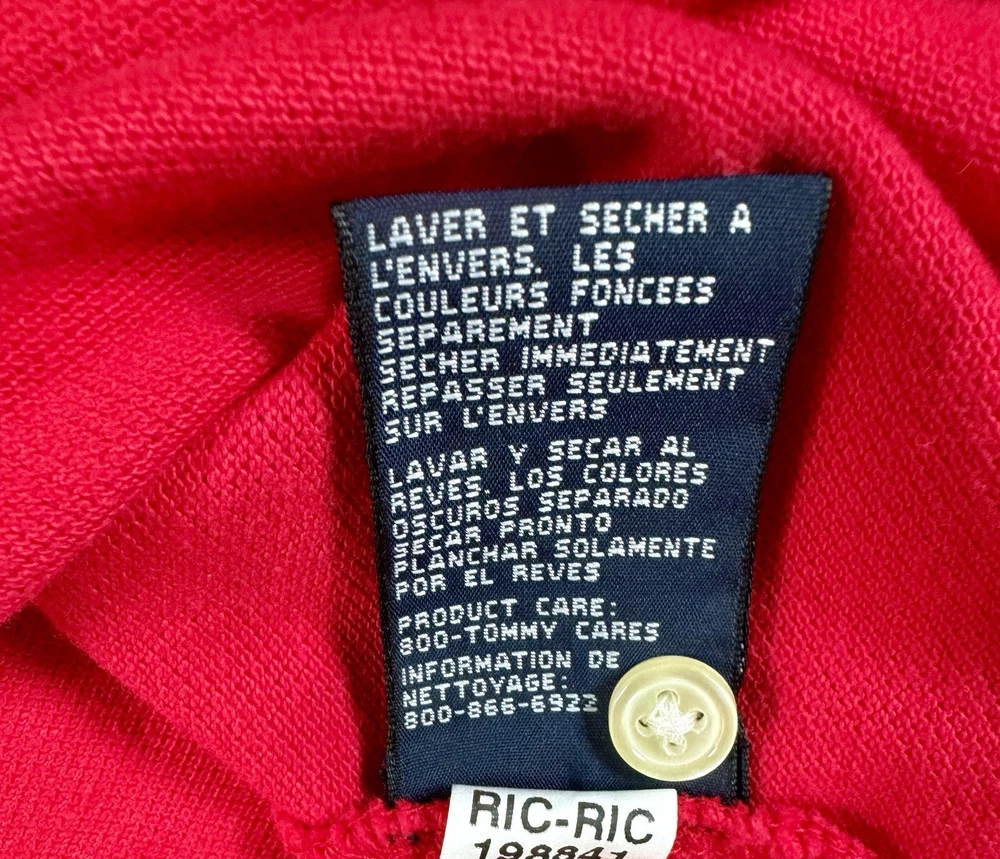 LAVER ET SECHER A
L'ENVERS. LES
COULEURS FONCEES
SEPAREMENT
SECHER IMMEDIATEMENT
REPASSER SEULEMENT
SUR L'ENVERS
LAVAR Y SECAR AL
REVES. LOS COLORES
OSCUROS SEPARADO
SECAR PRONTO
PLANCHAR SOLAMENTE
POR EL REVES
PRODUCT CARE:
800-TOMMY CARES
INFORMATION DE
NETTOYAGE:
800-866-6922
RIC-RIC
198841